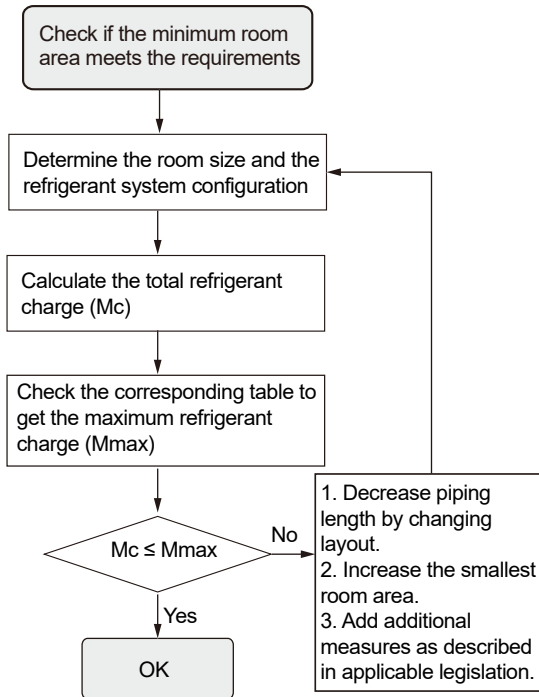 Check if the minimum room
area meets the requirements
Determine the room size and the
refrigerant system configuration
Calculate the total refrigerant
charge (Mc)
Check the corresponding table to
get the maximum refrigerant
charge (Mmax)
Mc ≤ Mmax
No
Yes
OK
1. Decrease piping
length by changing
layout.
2. Increase the smallest
room area.
3. Add additional
measures as described
in applicable legislation.